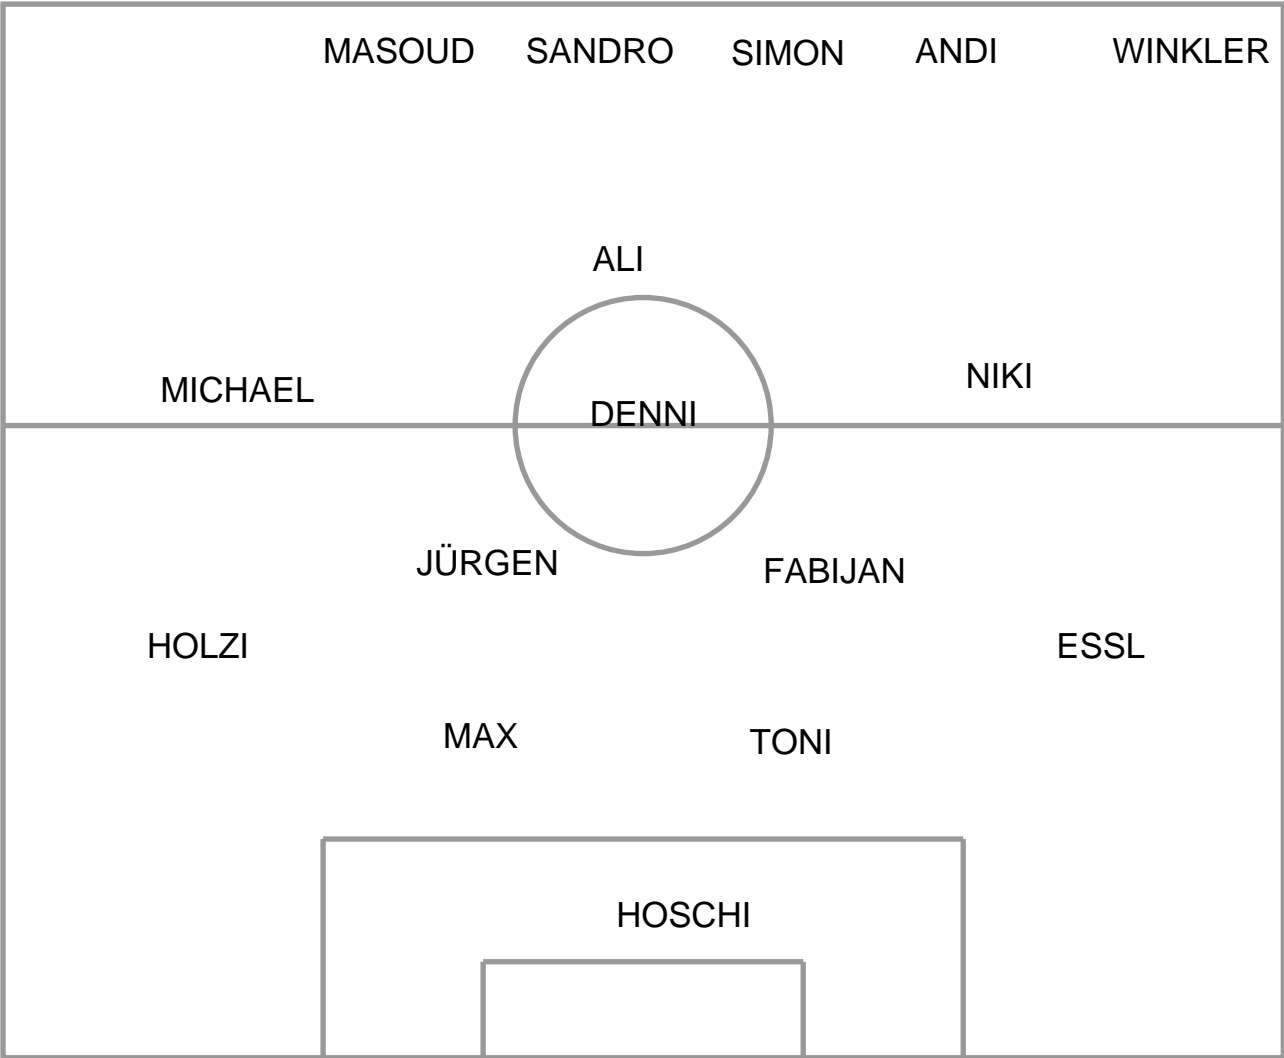 MASOUD SANDRO SIMON ANDI WINKLER
ALI
MICHAEL NIKI
DENNI
JÜRGEN FABIJAN
HOLZI ESSL
MAX TONI
HOSCHI